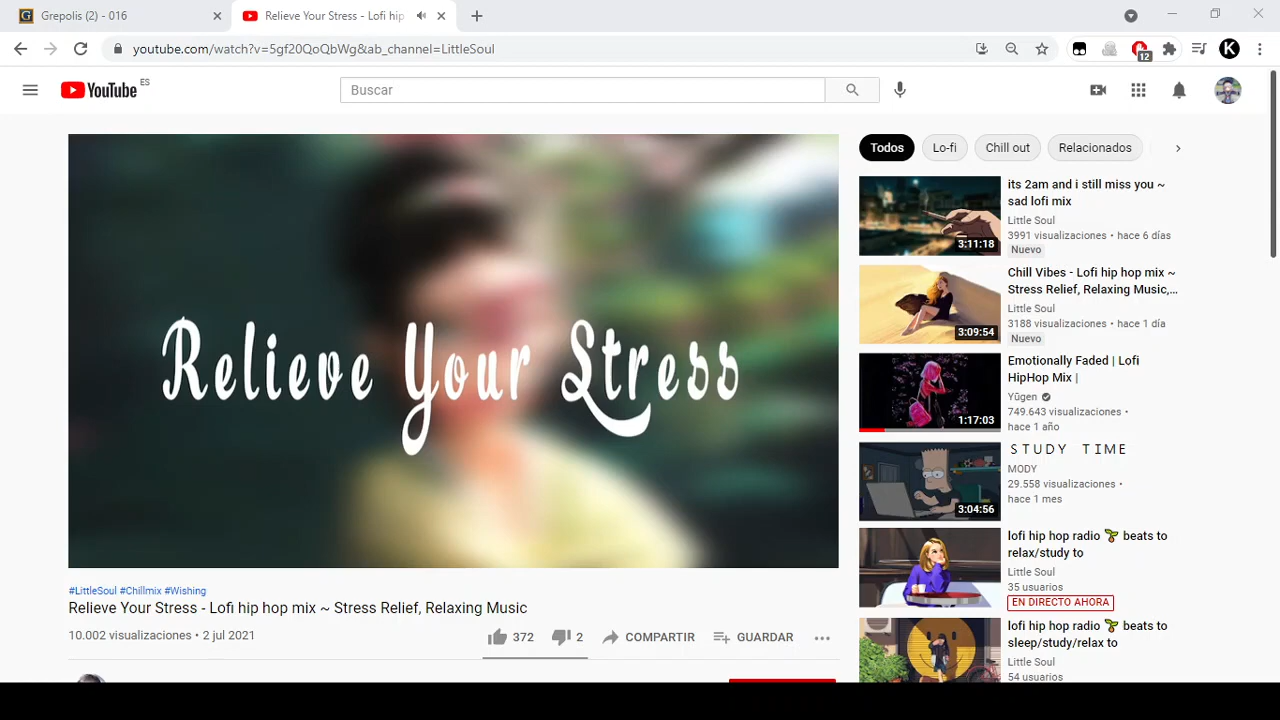 Grepolis (2) - 016
Relieve Your Stress - Lofi hip
youtube.com/watch?v=5gf20QoQbWg&ab_channel=LittleSoul
12
K
YouTube ES
Buscar
Relieve Your Stress
#LittleSoul #Chillmix #Wishing
Relieve Your Stress - Lofi hip hop mix ~ Stress Relief, Relaxing Music
10.002 visualizaciones • 2 jul 2021
372
2
COMPARTIR
GUARDAR
Todos
Lo-fi
Chill out
Relacionados
3:11:18
its 2am and i still miss you ~
sad lofi mix
Little Soul
3991 visualizaciones • hace 6 días
Nuevo
3:09:54
Chill Vibes - Lofi hip hop mix ~
Stress Relief, Relaxing Music,...
Little Soul
3188 visualizaciones • hace 1 día
Nuevo
1:17:03
Emotionally Faded | Lofi
HipHop Mix |
Yūgen
749.643 visualizaciones •
hace 1 año
3:04:56
STUDY TIME
MODY
29.558 visualizaciones •
hace 1 mes
lofi hip hop radio 🌱 beats to
relax/study to
Little Soul
35 usuarios
EN DIRECTO AHORA
lofi hip hop radio 🌱 beats to
sleep/study/relax to
Little Soul
54 usuarios